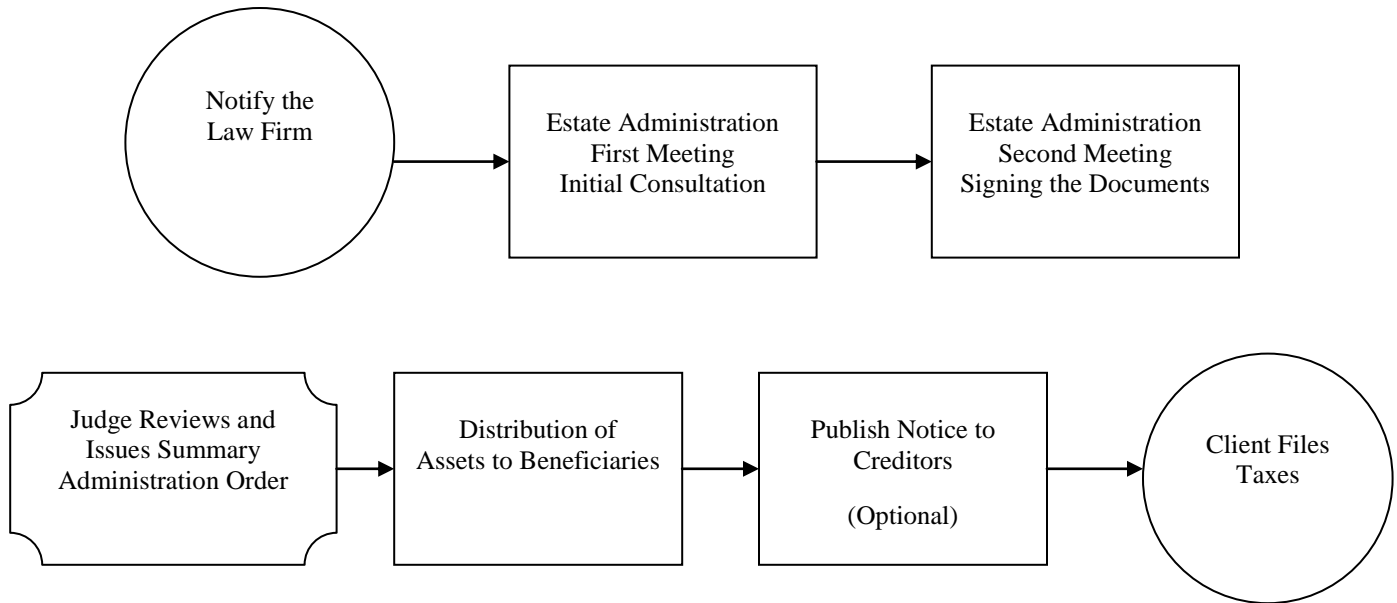 Notify the
Law Firm
Estate Administration
First Meeting
Initial Consultation
Estate Administration
Second Meeting
Signing the Documents
Judge Reviews and
Issues Summary
Administration Order
Distribution of
Assets to Beneficiaries
Publish Notice to
Creditors
(Optional)
Client Files
Taxes